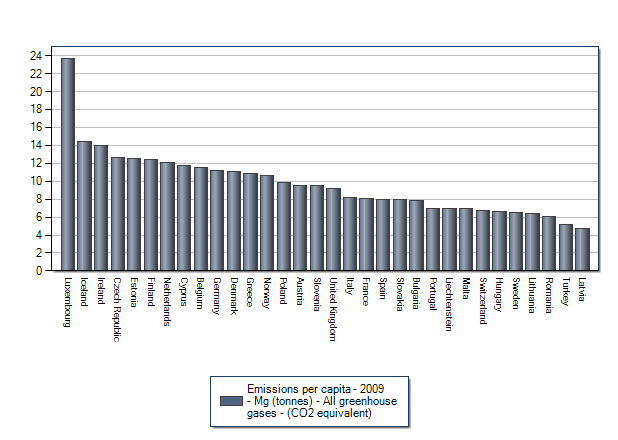 24
22
20
18
16
14
12
10
8
6
4
2
0
Luxembourg
Iceland
Ireland
Czech Republic
Estonia
Finland
Netherlands
Cyprus
Belgium
Germany
Denmark
Greece
Norway
Poland
Austria
Slovenia
United Kingdom
Italy
France
Spain
Slovakia
Bulgaria
Portugal
Liechtenstein
Malta
Switzerland
Hungary
Sweden
Lithuania
Romania
Turkey
Latvia
Emissions per capita - 2009
- Mg (tonnes) - All greenhouse
gases - (CO2 equivalent)